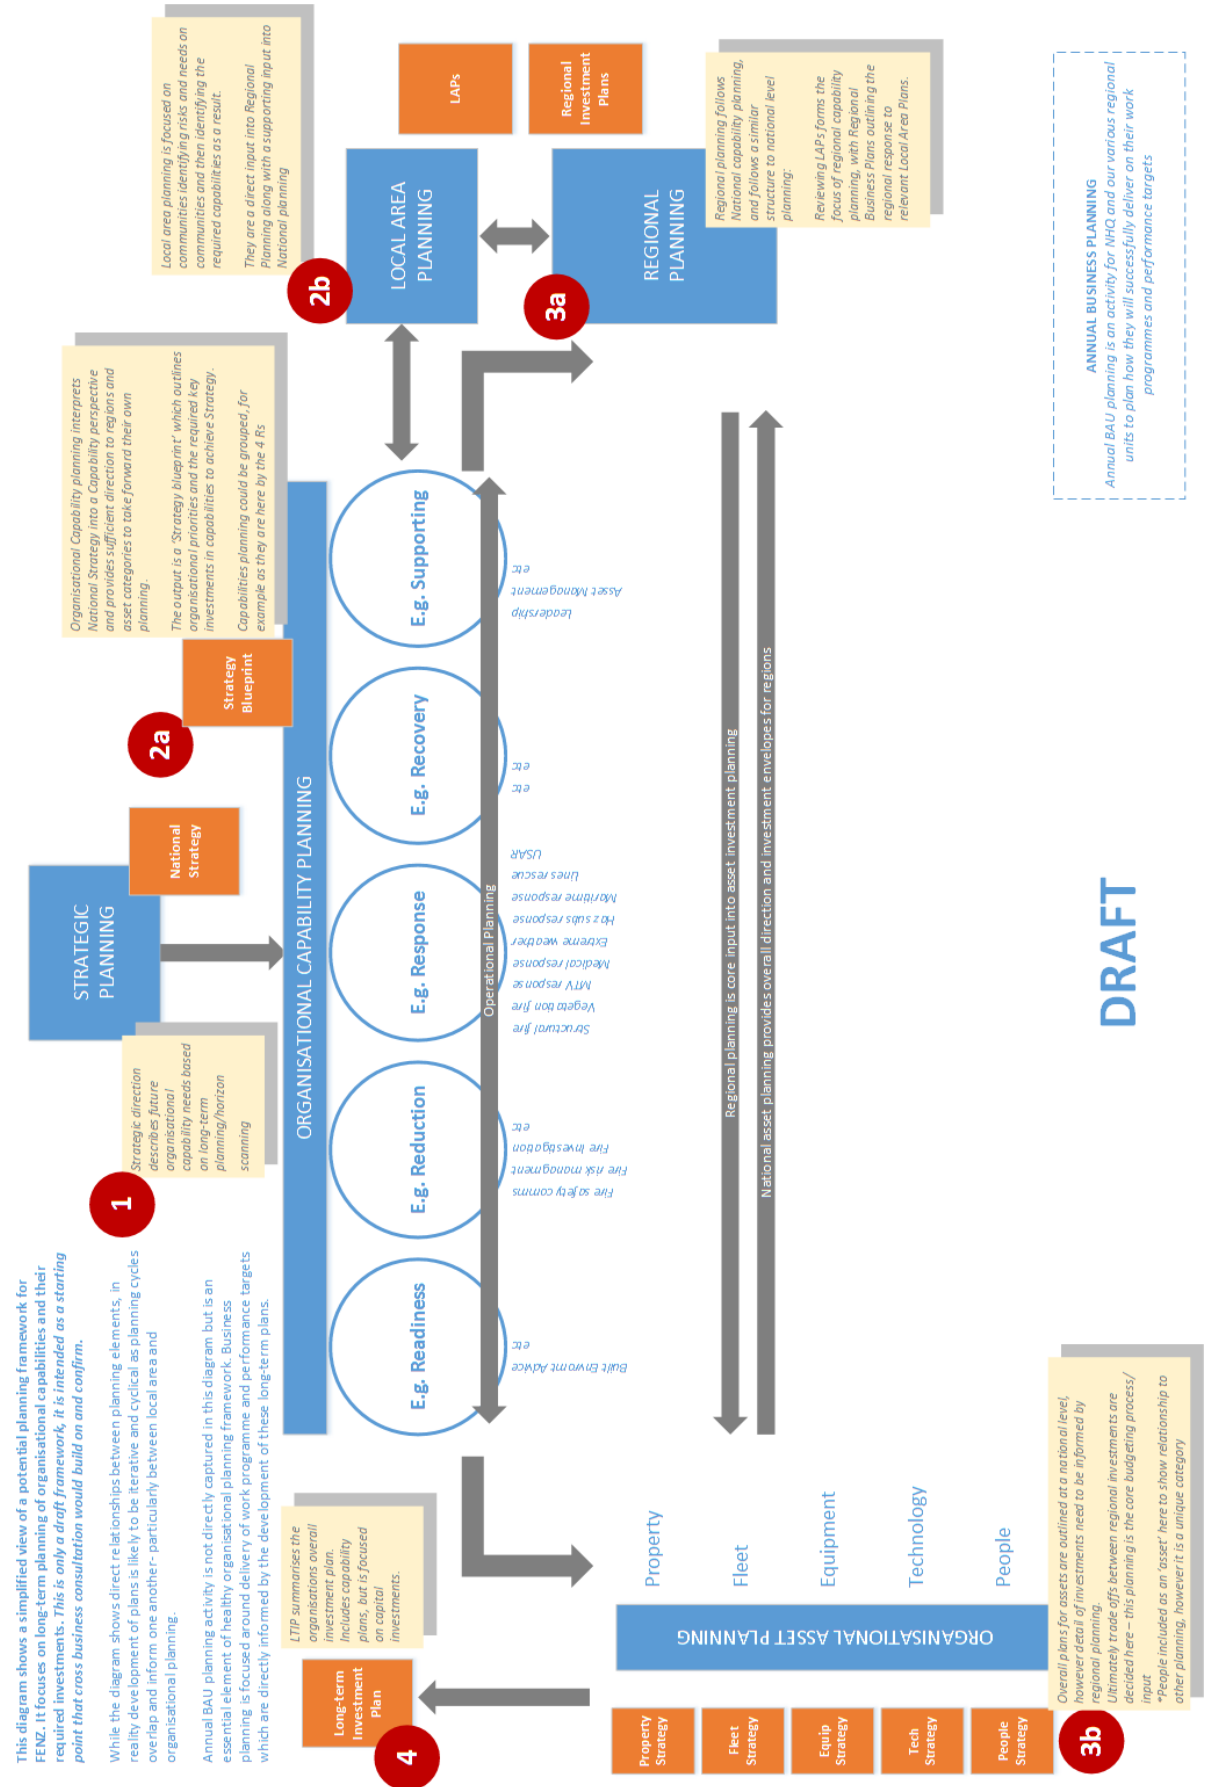 This diagram shows a simplified view of a potential planning framework for
FENZ. It focuses on long-term planning of organisational capabilities and their
required investments. This is only a draft framework, it is intended as a starting
point that cross business consultation would build on and confirm.
While the diagram shows direct relationships between planning elements, in
reality development of plans is likely to be iterative and cyclical as planning cycles
overlap and inform one another- particularly between local area and
organisational planning.
Annual BAU planning activity is not directly captured in this diagram but is an
essential element of healthy organisational planning framework. Business
planning is focused around delivery of work programme and performance targets
which are directly informed by the development of these long-term plans.
1
Strategic direction
describes future
organisational
capability needs based
on long-term
planning/horizon
scanning
STRATEGIC
PLANNING
National
Strategy
2a
Strategy
Blueprint
Organisational Capability planning interprets
National Strategy into a Capability perspective
and provides sufficient direction to regions and
asset categories to take forward their own
planning.
The output is a 'Strategy blueprint' which outlines
organisational priorities and the required key
investments in capabilities to achieve Strategy.
Capabilities planning could be grouped, for
example as they are here by the 4 Rs
2b
Local area planning is focused on
communities identifying risks and needs on
communities and then identifying the
required capabilities as a result.
They are a direct input into Regional
Planning along with a supporting input into
National planning
ORGANISATIONAL CAPABILITY PLANNING
E.g. Readiness
E.g. Reduction
E.g. Response
E.g. Recovery
E.g. Supporting
Operational Planning
Built Enviromt Advice
etc
Fire safety comms
Fire risk managment
Fire Investigation
etc
Structural fire
Vegetation fire
MTV response
Medical response
Extreme weather
Haz subs response
Maritime response
Lines rescue
USAR
etc
etc
Leadership
Asset Management
etc
LOCAL AREA
PLANNING
LAPs
3a
REGIONAL
PLANNING
Regional
Investment
Plans
Regional planning follows
National capability planning,
and follows a similar
structure to national level
planning:
Reviewing LAPs forms the
focus of regional capability
planning, with Regional
Business Plans outlining the
regional response to
relevant Local Area Plans.
Regional planning is core input into asset investment planning
National asset planning provides overall direction and investment envelopes for regions
4
Long-term
Investment
Plan
LTIP summarises the
organisations overall
investment plan.
Includes capability
plans, but is focused
on capital
investments.
Property
Strategy
Fleet
Strategy
Equip
Strategy
Tech
Strategy
People
Strategy
ORGANISATIONAL ASSET PLANNING
Property
Fleet
Equipment
Technology
People
3b
Overall plans for assets are outlined at a national level,
however detail of investments need to be informed by
regional planning.
Ultimately trade offs between regional investments are
decided here – this planning is the core budgeting process/
input
*People included as an 'asset' here to show relationship to
other planning, however it is a unique category
DRAFT
ANNUAL BUSINESS PLANNING
Annual BAU planning is an activity for NHQ and our various regional
units to plan how they will successfully deliver on their work
programmes and performance targets